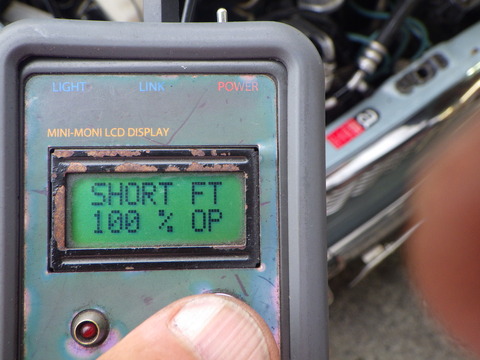 LIGHT LINK POWER
MINI-MONI LCD DISPLAY
SHORT FT
100 % OP